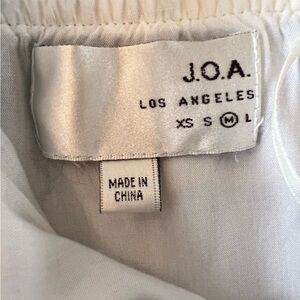 J.O.A.
LOS ANGELES
XS S M L
MADE IN
CHINA